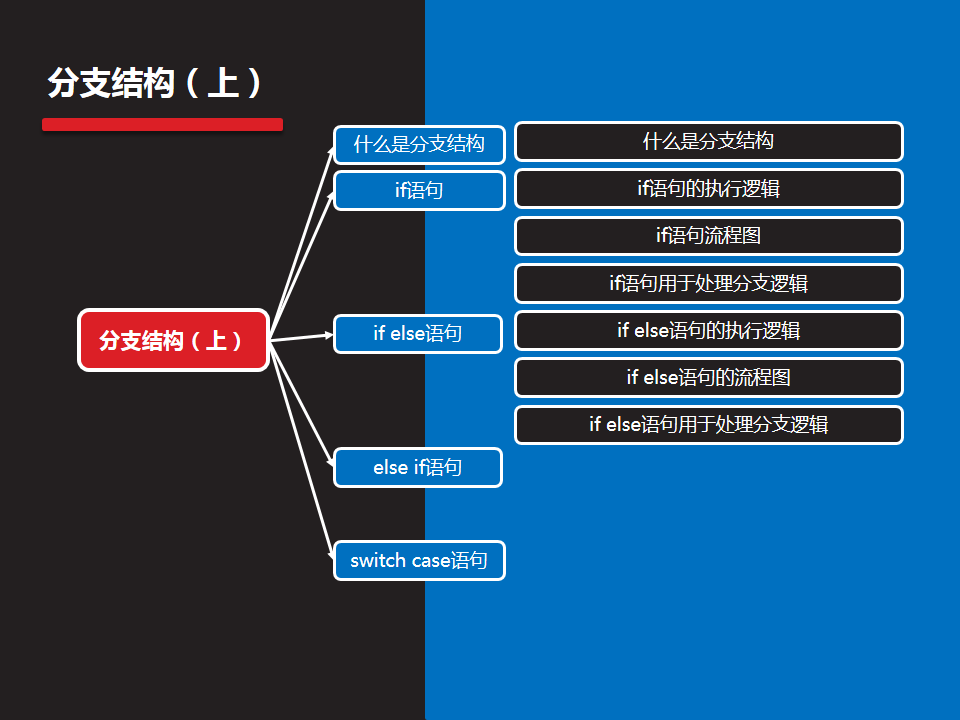 分支结构（上）
分支结构（上）
什么是分支结构
if语句
if else语句
else if语句
switch case语句
什么是分支结构
if语句的执行逻辑
if语句流程图
if语句用于处理分支逻辑
if else语句的执行逻辑
if else语句的流程图
if else语句用于处理分支逻辑